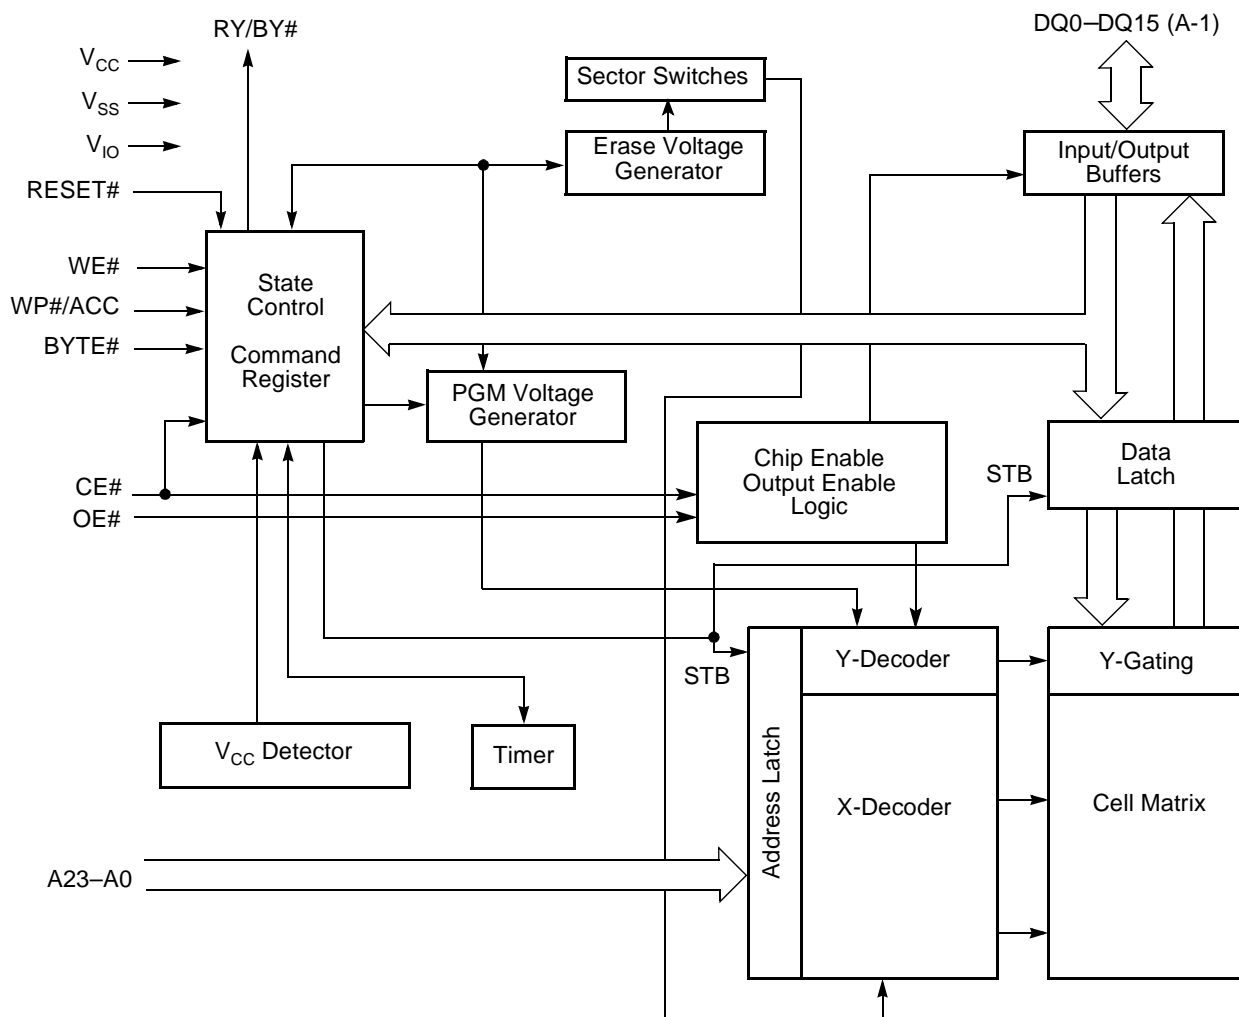 RY/BY#
DQ0–DQ15 (A-1)
VCC
VSS
VIO
RESET#
WE#
WP#/ACC
BYTE#
CE#
OE#
A23–A0
Sector Switches
Erase Voltage
Generator
Input/Output
Buffers
State
Control
Command
Register
PGM Voltage
Generator
Chip Enable
Output Enable
Logic
STB
Data
Latch
STB
Y-Decoder
Y-Gating
VCC Detector
Timer
Address Latch
X-Decoder
Cell Matrix